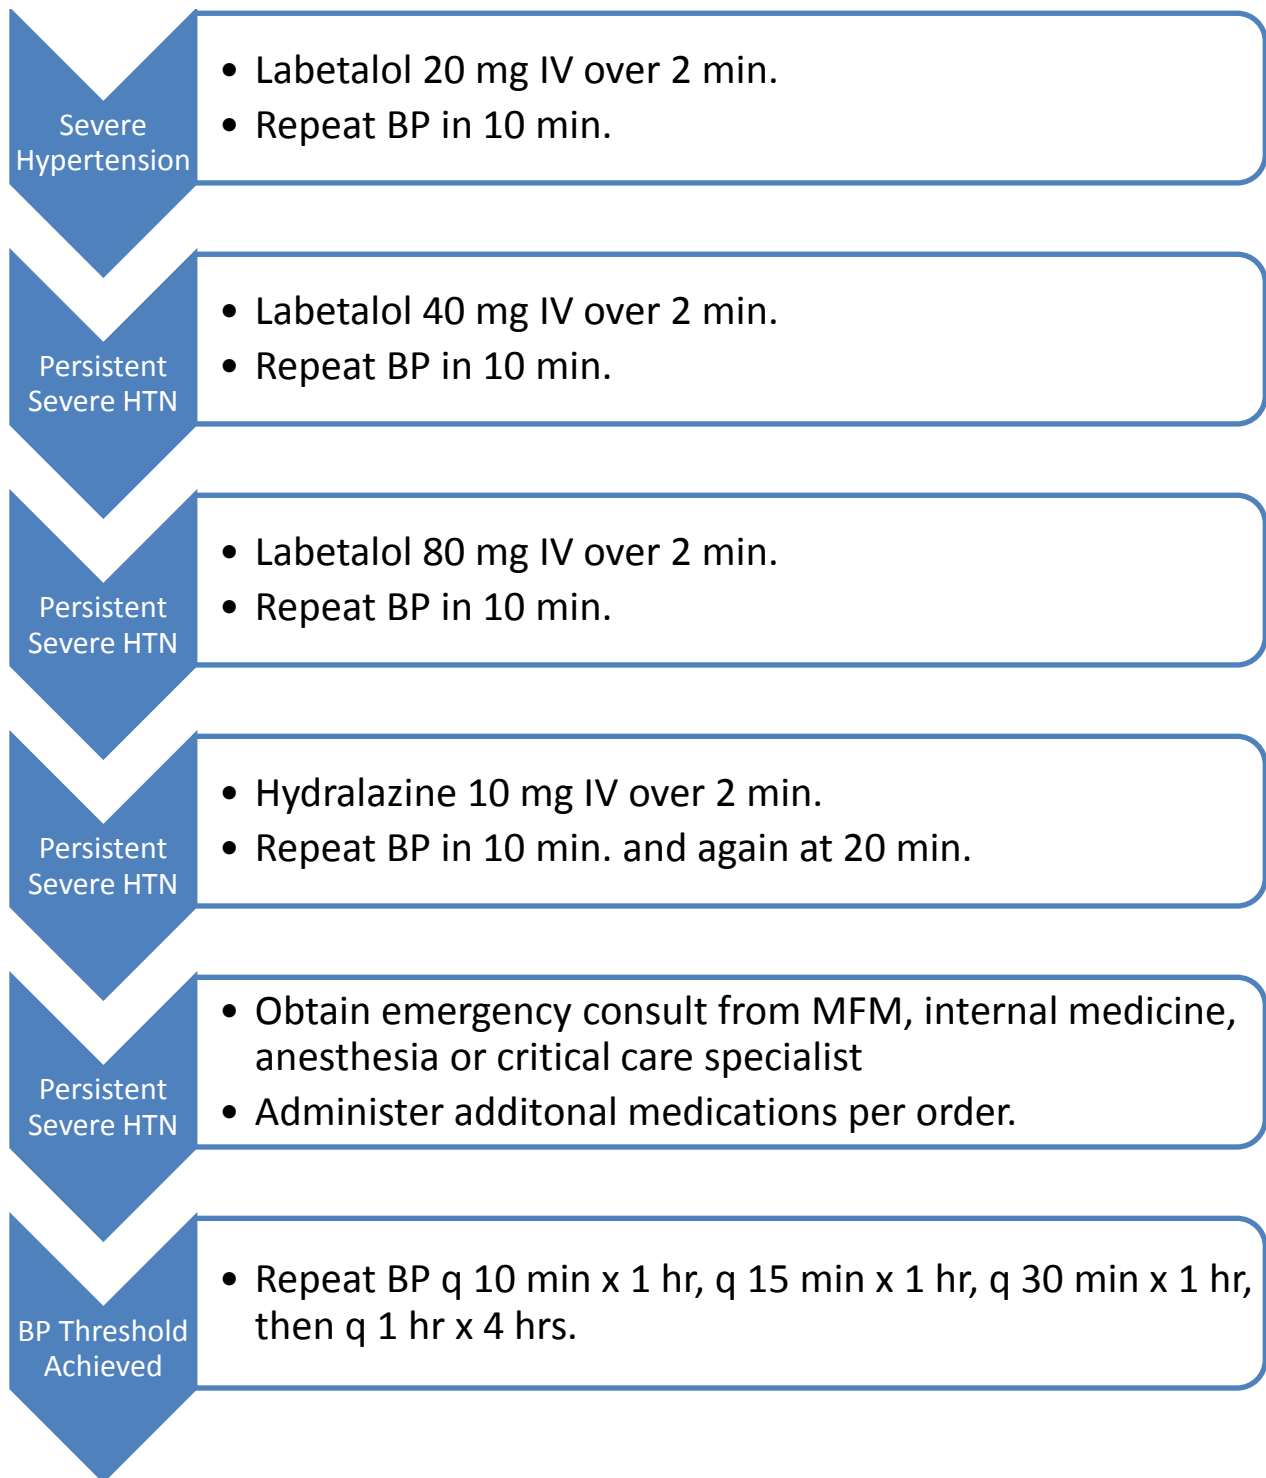 Severe
Hypertension
• Labetalol 20 mg IV over 2 min.
• Repeat BP in 10 min.
Persistent
Severe HTN
• Labetalol 40 mg IV over 2 min.
• Repeat BP in 10 min.
Persistent
Severe HTN
• Labetalol 80 mg IV over 2 min.
• Repeat BP in 10 min.
Persistent
Severe HTN
• Hydralazine 10 mg IV over 2 min.
• Repeat BP in 10 min. and again at 20 min.
Persistent
Severe HTN
• Obtain emergency consult from MFM, internal medicine,
anesthesia or critical care specialist
• Administer additonal medications per order.
BP Threshold
Achieved
• Repeat BP q 10 min x 1 hr, q 15 min x 1 hr, q 30 min x 1 hr,
then q 1 hr x 4 hrs.